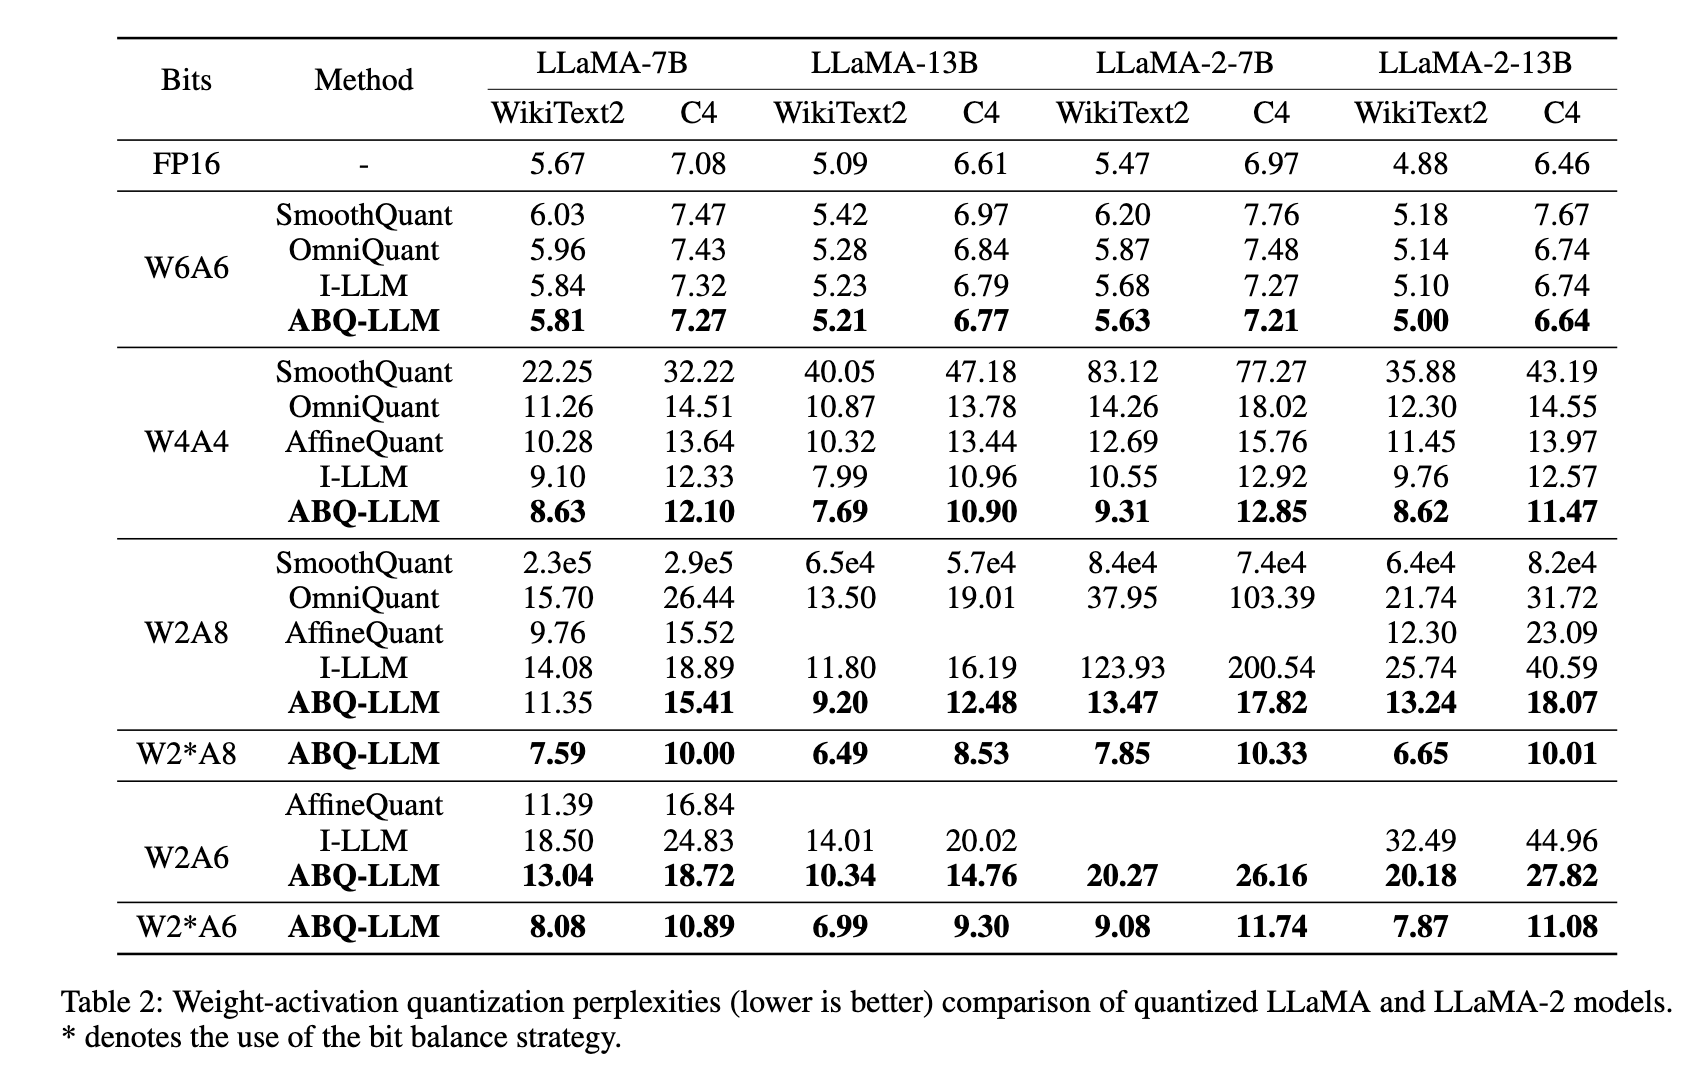 Bits Method LLaMA-7B LLaMA-13B LLaMA-2-7B LLaMA-2-13B
WikiText2 C4 WikiText2 C4 WikiText2 C4 WikiText2 C4
FP16 - 5.67 7.08 5.09 6.61 5.47 6.97 4.88 6.46
W6A6
SmoothQuant 6.03 7.47 5.42 6.97 6.20 7.76 5.18 7.67
OmniQuant 5.96 7.43 5.28 6.84 5.87 7.48 5.14 6.74
I-LLM 5.84 7.32 5.23 6.79 5.68 7.27 5.10 6.74
ABQ-LLM 5.81 7.27 5.21 6.77 5.63 7.21 5.00 6.64
W4A4
SmoothQuant 22.25 32.22 40.05 47.18 83.12 77.27 35.88 43.19
OmniQuant 11.26 14.51 10.87 13.78 14.26 18.02 12.30 14.55
AffineQuant 10.28 13.64 10.32 13.44 12.69 15.76 11.45 13.97
I-LLM 9.10 12.33 7.99 10.96 10.55 12.92 9.76 12.57
ABQ-LLM 8.63 12.10 7.69 10.90 9.31 12.85 8.62 11.47
W2A8
SmoothQuant 2.3e5 2.9e5 6.5e4 5.7e4 8.4e4 7.4e4 6.4e4 8.2e4
OmniQuant 15.70 26.44 13.50 19.01 37.95 103.39 21.74 31.72
AffineQuant 9.76 15.52 12.30 23.09
I-LLM 14.08 18.89 11.80 16.19 123.93 200.54 25.74 40.59
ABQ-LLM 11.35 15.41 9.20 12.48 13.47 17.82 13.24 18.07
W2*A8 ABQ-LLM 7.59 10.00 6.49 8.53 7.85 10.33 6.65 10.01
W2A6
AffineQuant 11.39 16.84
I-LLM 18.50 24.83 14.01 20.02 32.49 44.96
ABQ-LLM 13.04 18.72 10.34 14.76 20.27 26.16 20.18 27.82
W2*A6 ABQ-LLM 8.08 10.89 6.99 9.30 9.08 11.74 7.87 11.08
Table 2: Weight-activation quantization perplexities (lower is better) comparison of quantized LLaMA and LLaMA-2 models.
* denotes the use of the bit balance strategy.